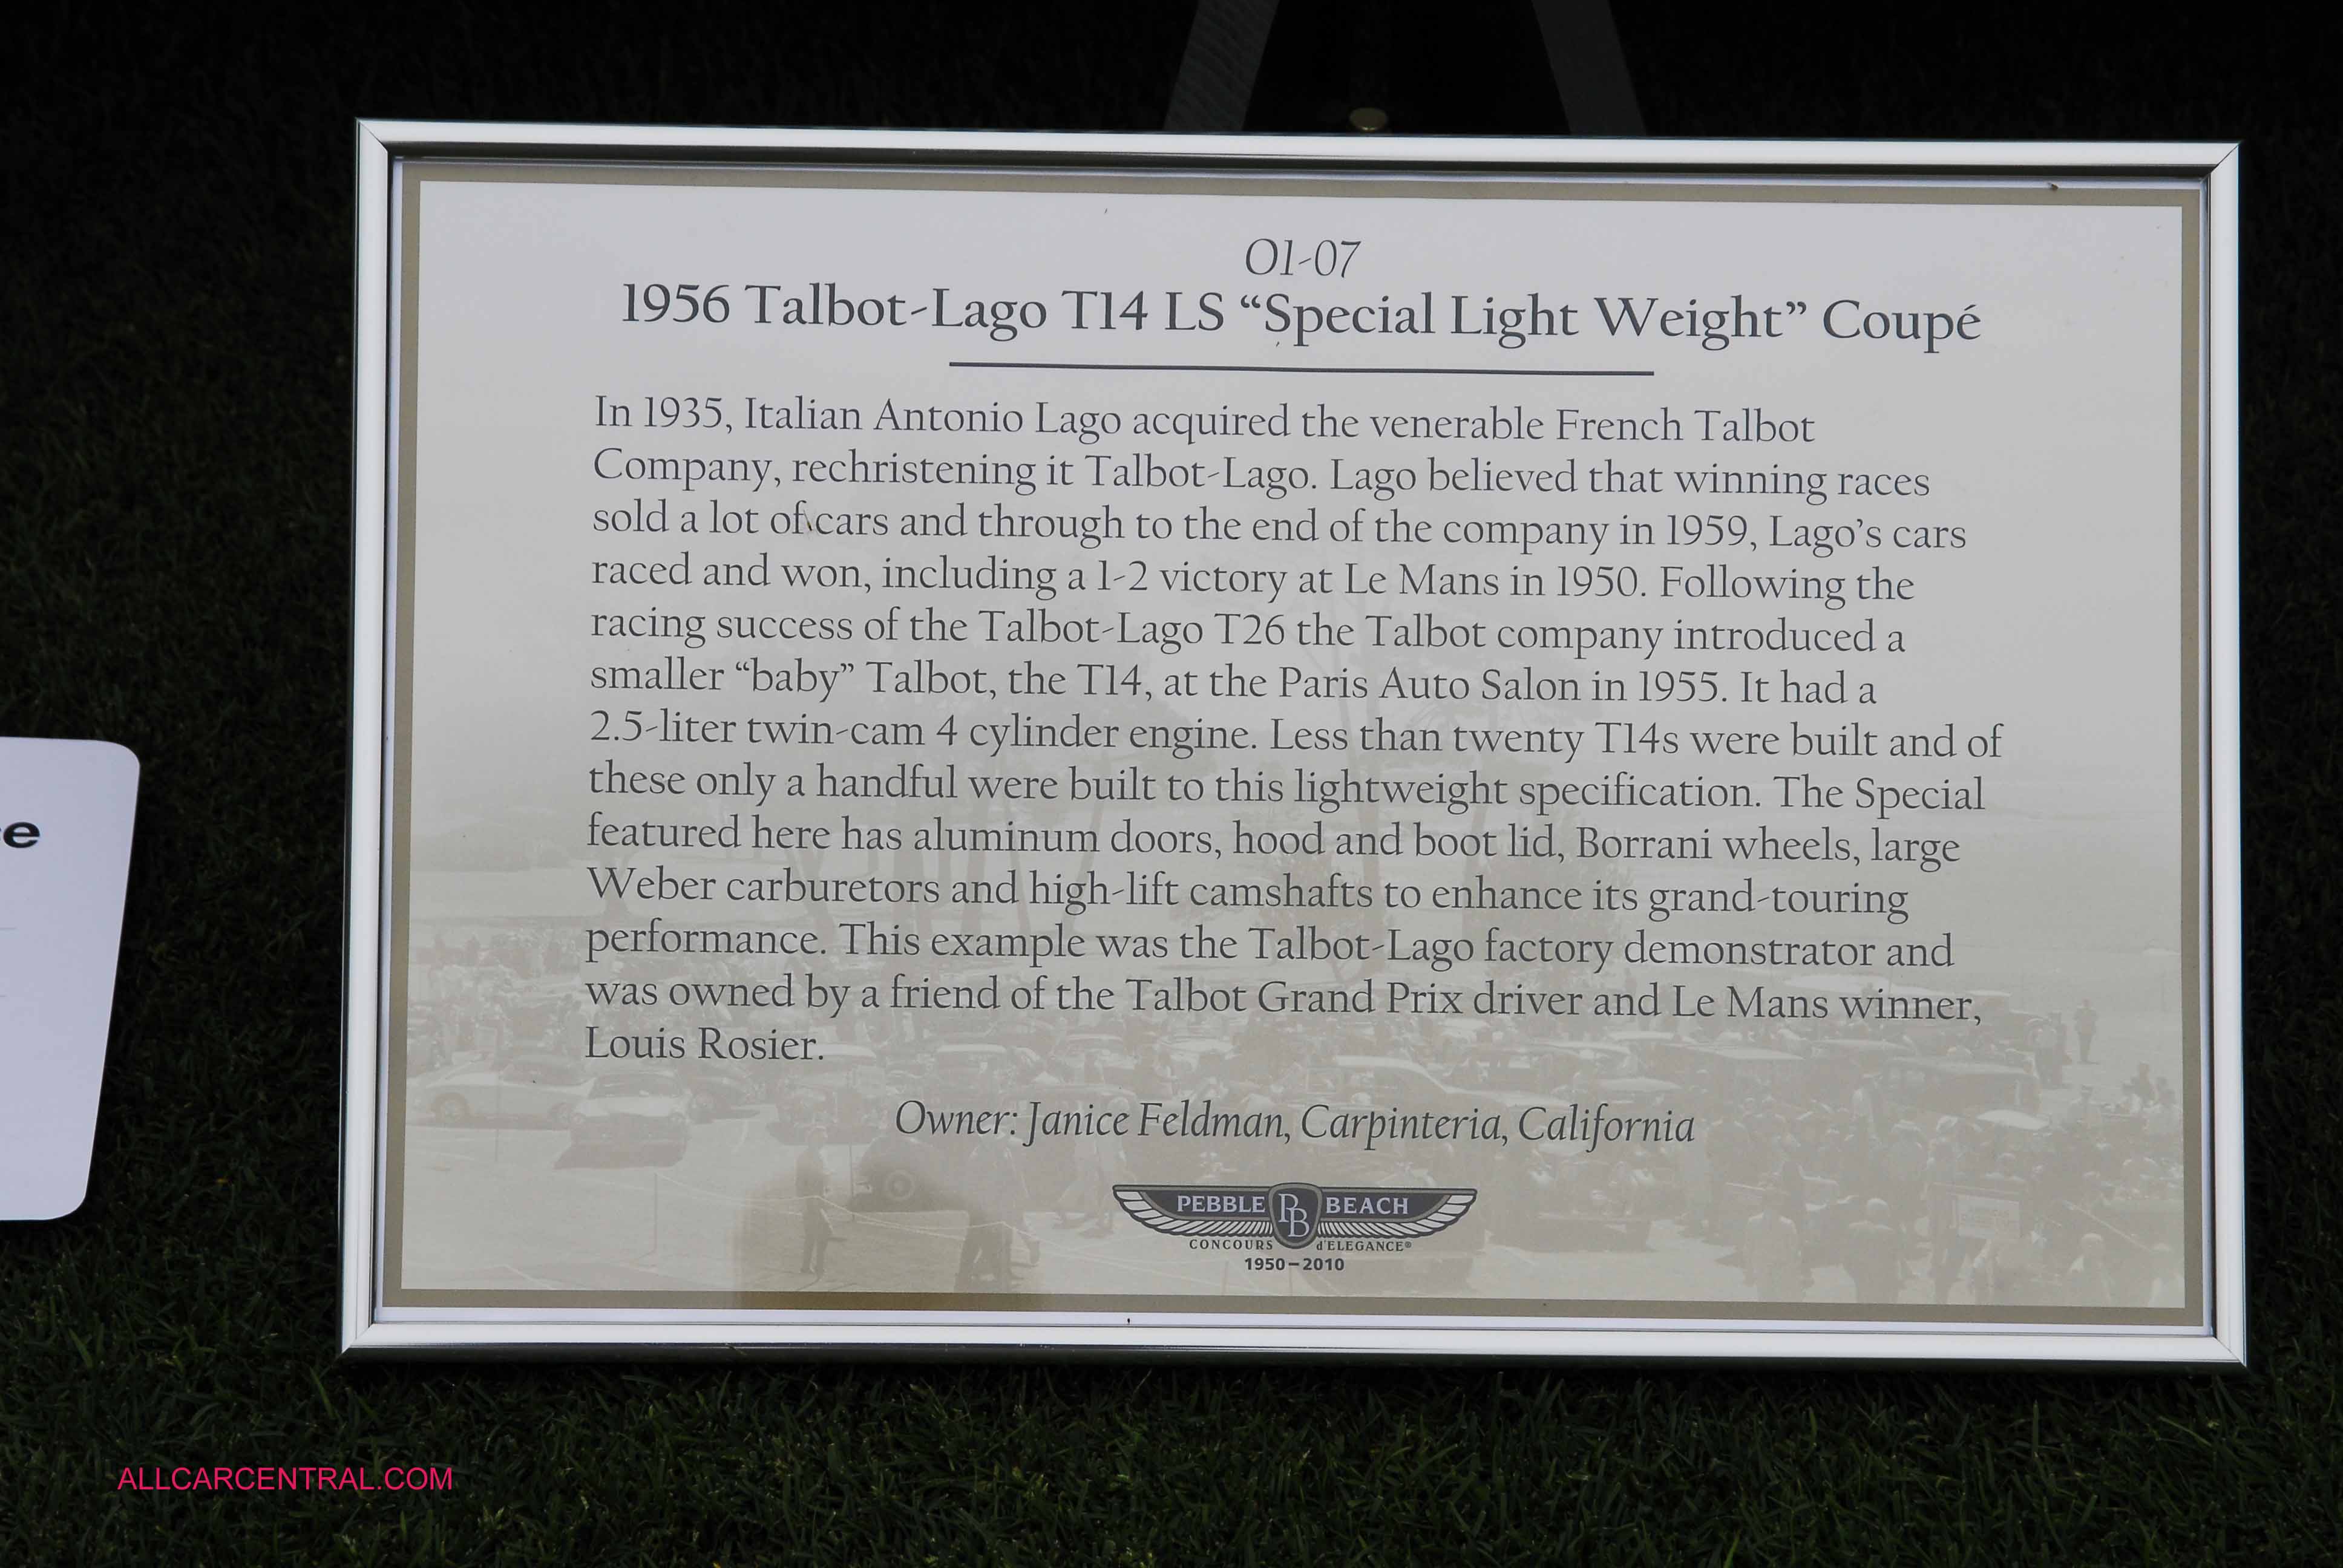 O1-07
1956 Talbot-Lago T14 LS “Special Light Weight” Coupé
In 1935, Italian Antonio Lago acquired the venerable French Talbot
Company, rechristening it Talbot-Lago. Lago believed that winning races
sold a lot of cars and through to the end of the company in 1959, Lago’s cars
raced and won, including a 1-2 victory at Le Mans in 1950. Following the
racing success of the Talbot-Lago T26 the Talbot company introduced a
smaller “baby” Talbot, the T14, at the Paris Auto Salon in 1955. It had a
2.5-liter twin-cam 4 cylinder engine. Less than twenty T14s were built and of
these only a handful were built to this lightweight specification. The Special
featured here has aluminum doors, hood and boot lid, Borrani wheels, large
Weber carburetors and high-lift camshafts to enhance its grand-touring
performance. This example was the Talbot-Lago factory demonstrator and
was owned by a friend of the Talbot Grand Prix driver and Le Mans winner,
Louis Rosier.
Owner: Janice Feldman, Carpinteria, California
PEBBLE PB BEACH
CONCOURS d'ELEGANCE®
1950–2010
ALLCARCENTRAL.COM